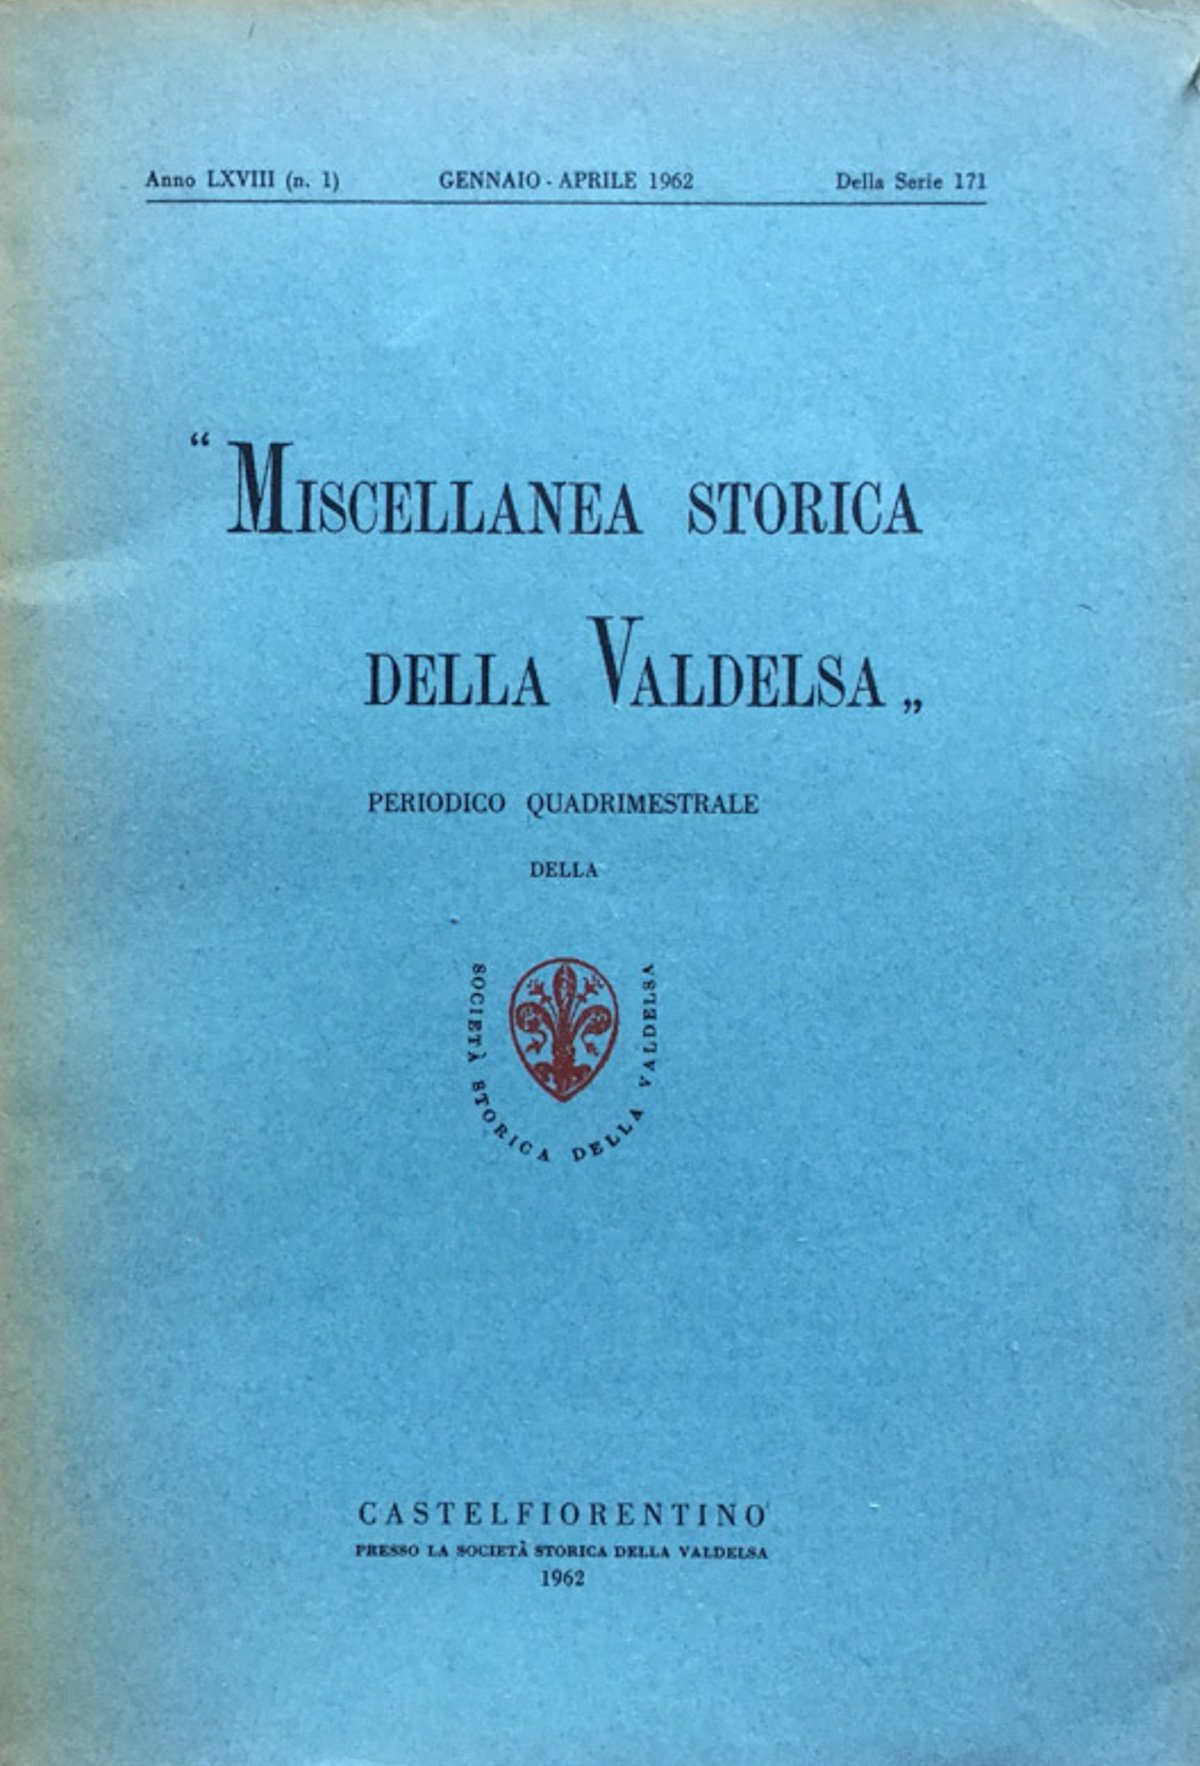 Anno LXVIII (n. 1) GENNAIO - APRILE 1962 Della Serie 171
“ MISCELLANEA STORICA
DELLA VALDELSA „
PERIODICO QUADRIMESTRALE
DELLA
SOCIETÀ STORICA DELLA VALDELSA
CASTELFIORENTINO
PRESSO LA SOCIETÀ STORICA DELLA VALDELSA
1962